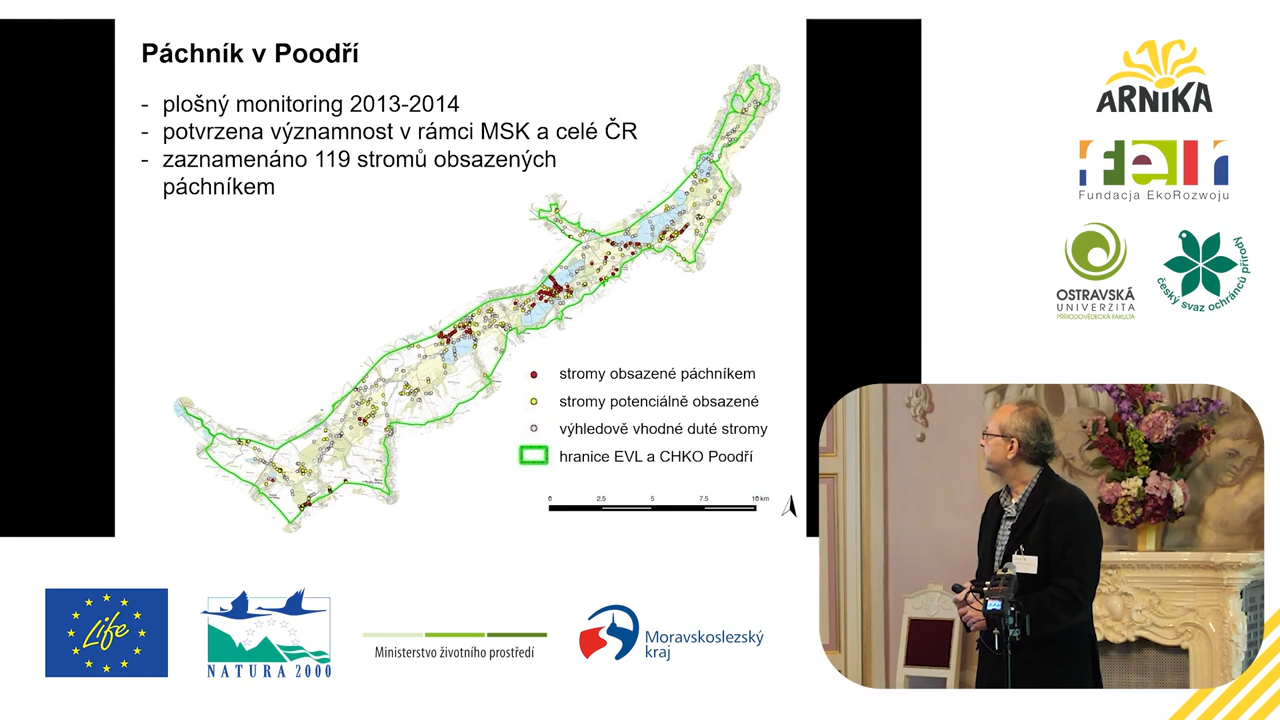 Páchník v Poodří
- plošný monitoring 2013-2014
- potvrzena významnost v rámci MSK a celé ČR
- zaznamenáno 119 stromů obsazených
páchníkem
stromy obsazené páchníkem
stromy potenciálně obsazené
výhledově vhodné duté stromy
hranice EVL a CHKO Poodří
0 2.5 5 7.5 10 km
ARNIKA
feri
Fundacja EkoRozwoju
OSTRAVSKÁ
UNIVERZITA
PŘÍRODOVĚDECKÁ FAKULTA
český svaz ochránců přírody
Life
NATURA 2000
Ministerstvo životního prostředí
Moravskoslezský
kraj